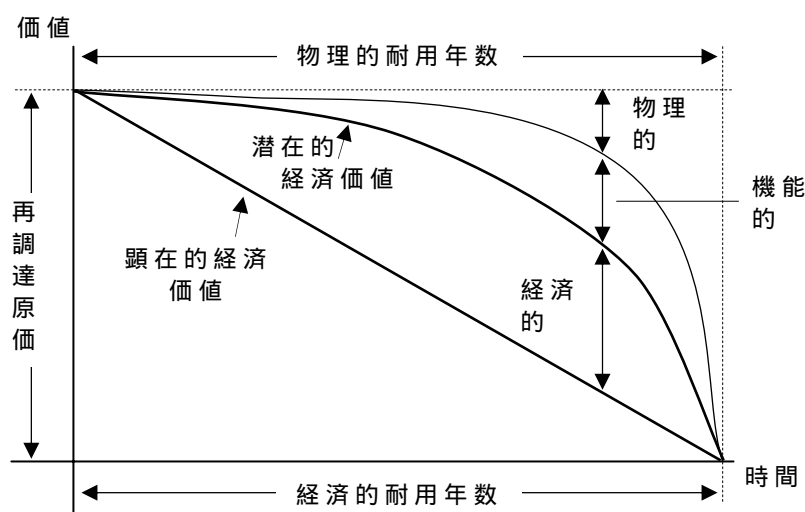 価値
物理的耐用年数
物理
的
潜在的
経済価値
機能
的
再
調
達
原
価
顕在的経済
価値
経済
的
時間
経済的耐用年数